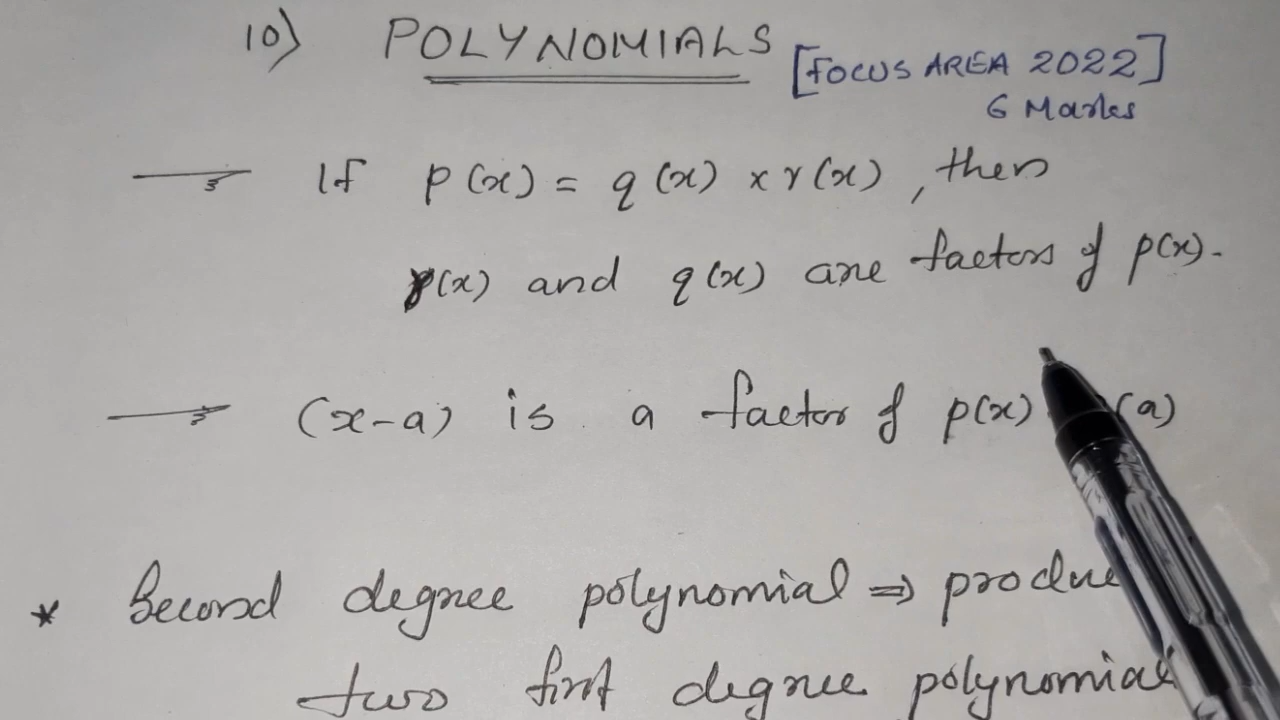 10) POLYNOMIALS [FOCUS AREA 2022]
6 Marks
→ If p(x) = q(x) × r(x), then
r(x) and q(x) are factors of p(x).
→ (x-a) is a factor of p(x) (a)
* Second degree polynomial ⇒
two first degree polynomial